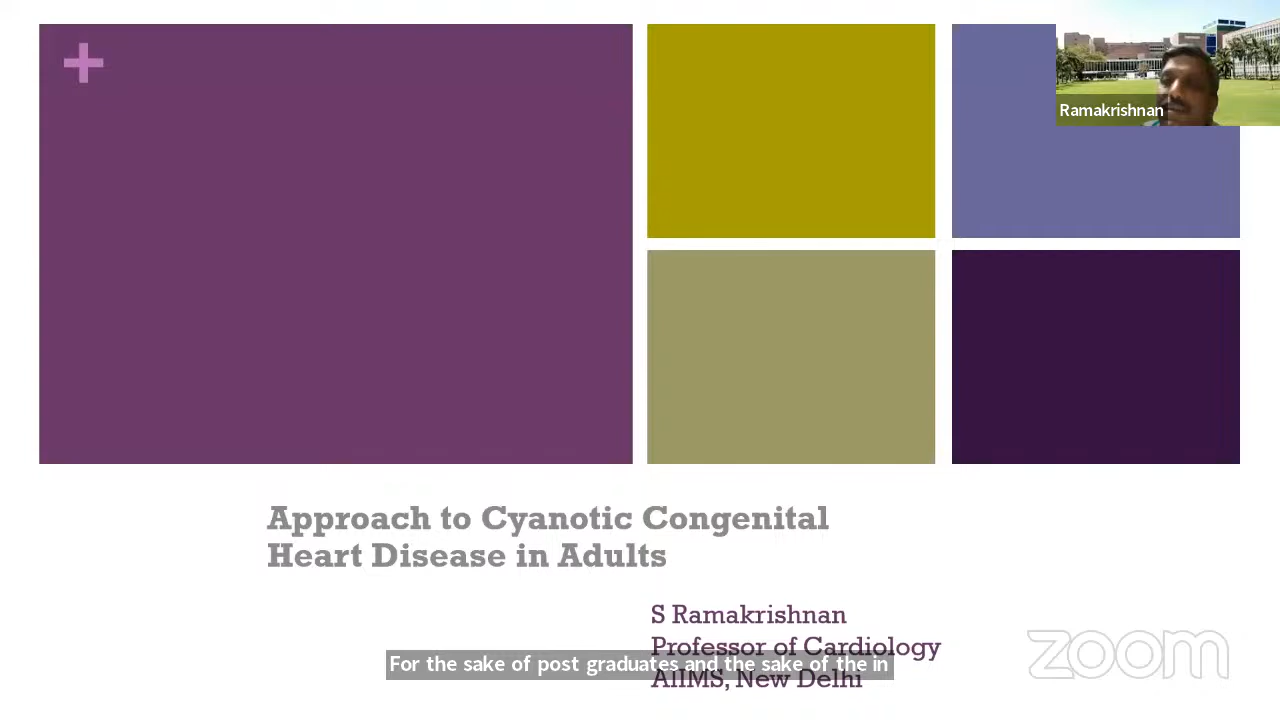 +
Ramakrishnan
Approach to Cyanotic Congenital
Heart Disease in Adults
S Ramakrishnan
Professor of Cardiology
For the sake of post graduates and the sake of the in
AIIMS, New Delhi
zoom